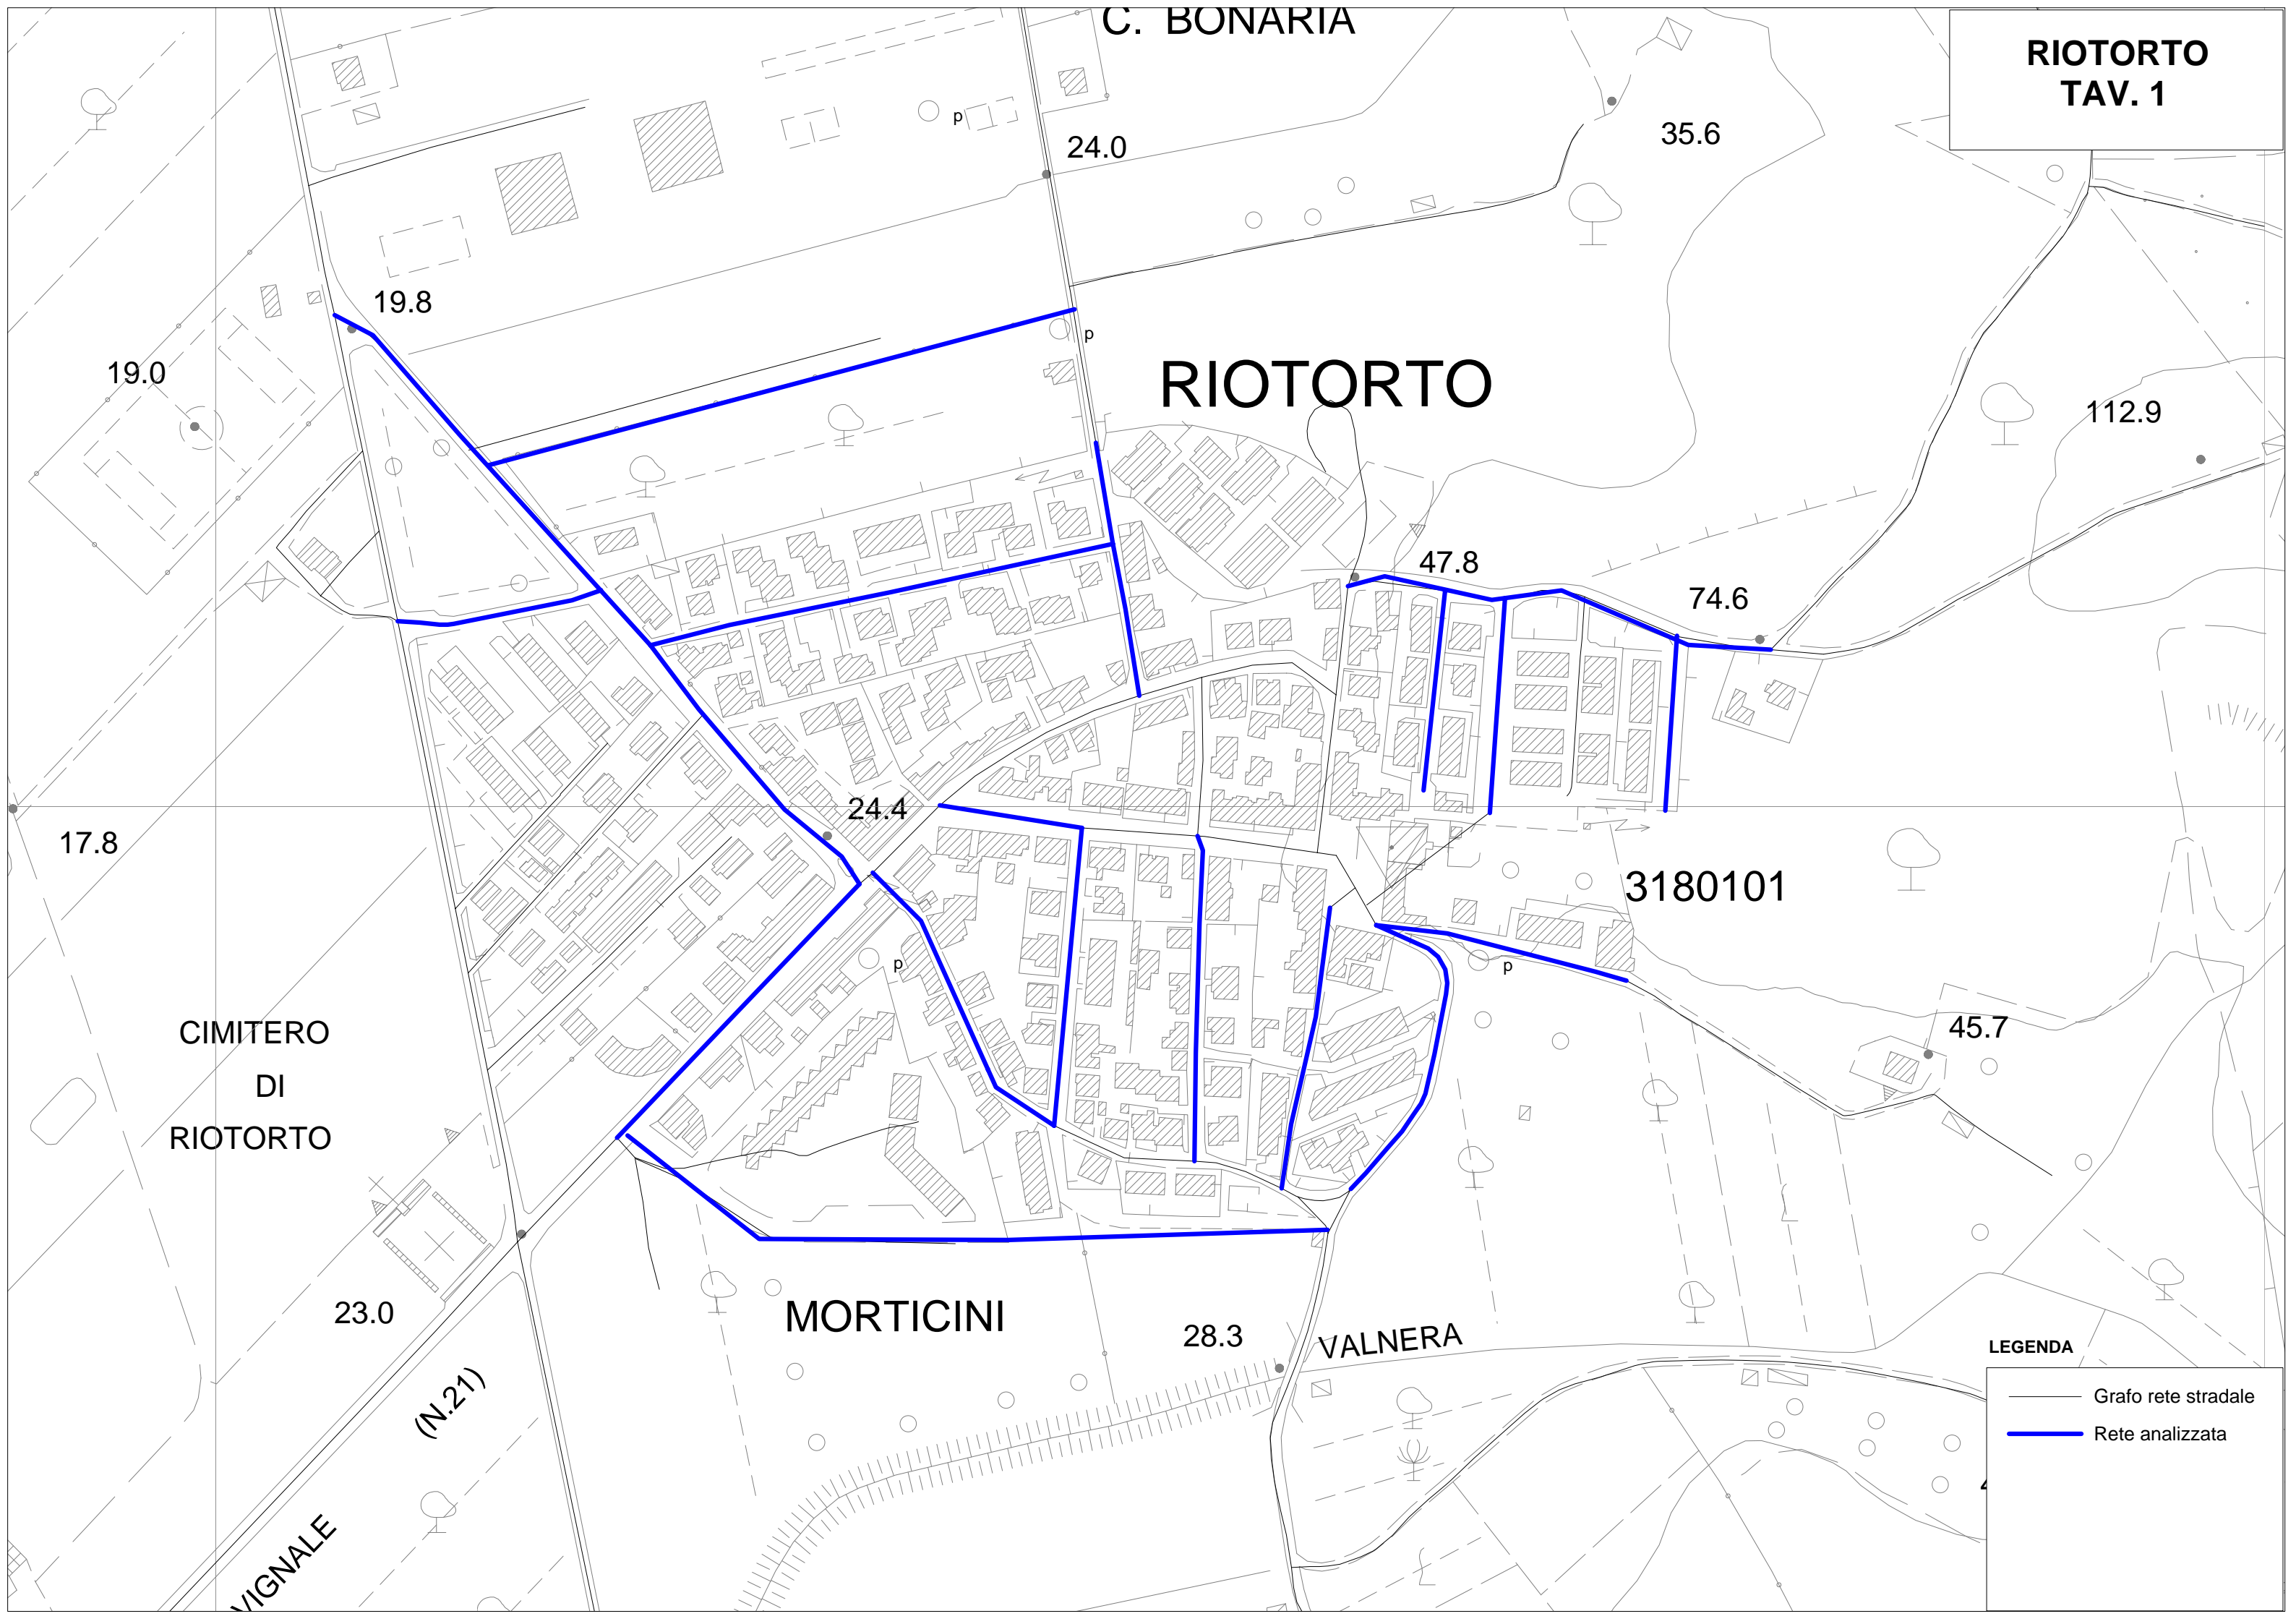 C. BONARIA
RIOTORTO
TAV. 1
p
24.0
35.6
19.8
p
19.0
RIOTORTO
112.9
47.8
74.6
24.4
17.8
3180101
p
p
CIMITERO
DI
RIOTORTO
45.7
MORTICINI
23.0
28.3
VALNERA
(N.21)
VIGNALE
LEGENDA
Grafo rete stradale
Rete analizzata